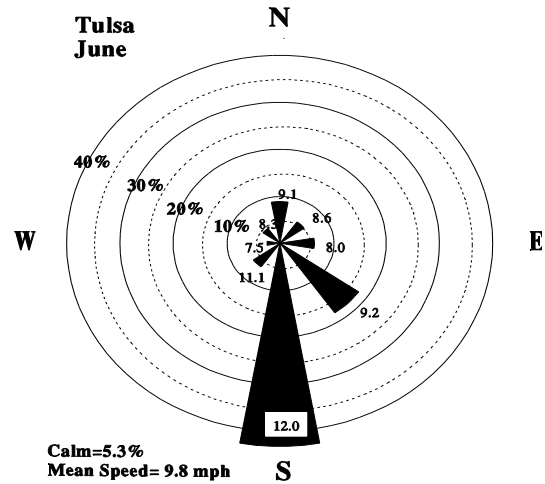 Tulsa
June
N
40%
30%
20%
10%
9.1
8.3
8.6
W
7.5
8.0
E
11.1
9.2
12.0
Calm=5.3%
Mean Speed= 9.8 mph
S